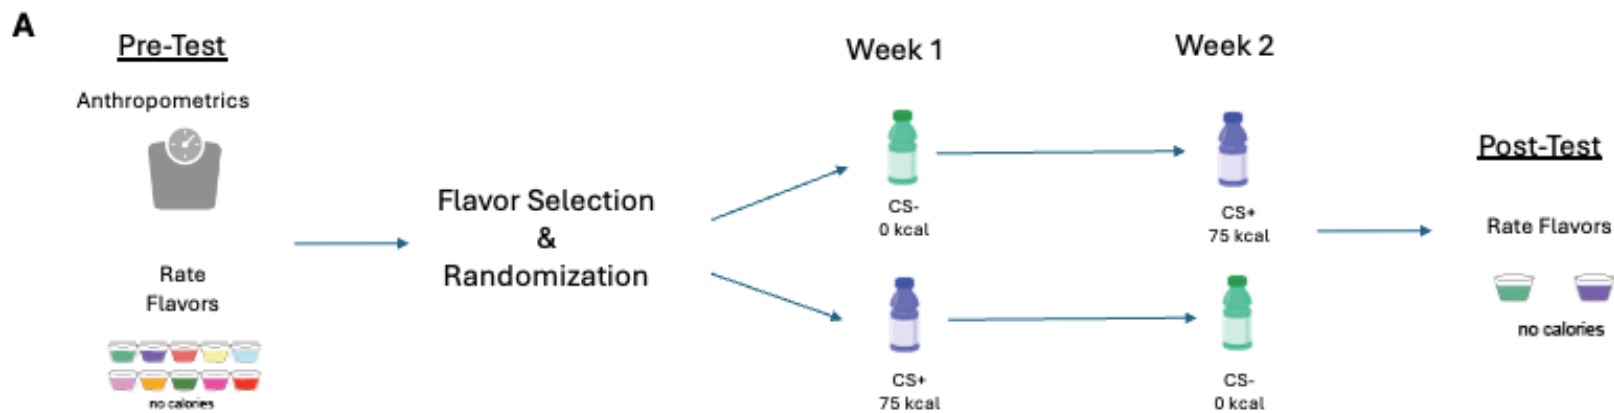 A
Pre-Test
Anthropometrics
Rate
Flavors
no calories
Flavor Selection
&
Randomization
Week 1
CS-
0 kcal
CS+
75 kcal
Week 2
CS+
75 kcal
CS-
0 kcal
Post-Test
Rate Flavors
no calories